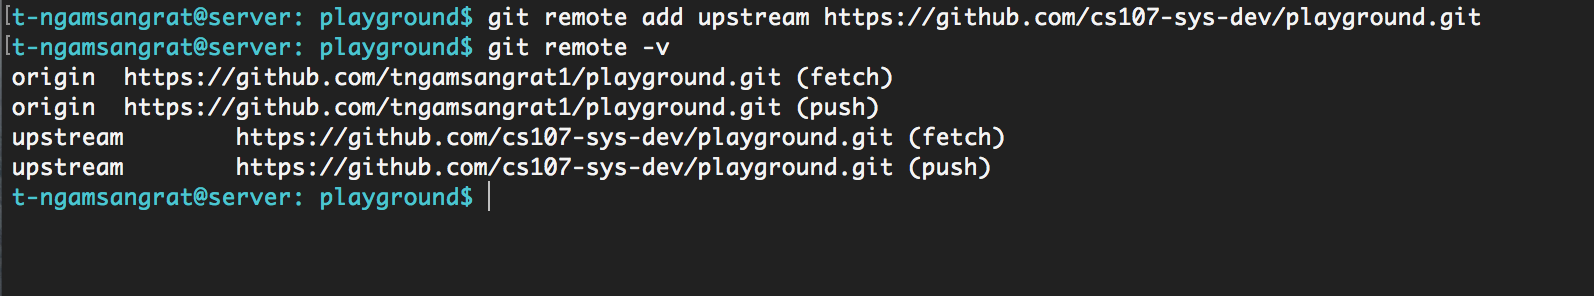 t-ngamsangrat@server: playground$ git remote add upstream https://github.com/cs107-sys-dev/playground.git
t-ngamsangrat@server: playground$ git remote -v
origin  https://github.com/tngamsangrat1/playground.git (fetch)
origin  https://github.com/tngamsangrat1/playground.git (push)
upstream        https://github.com/cs107-sys-dev/playground.git (fetch)
upstream        https://github.com/cs107-sys-dev/playground.git (push)
t-ngamsangrat@server: playground$